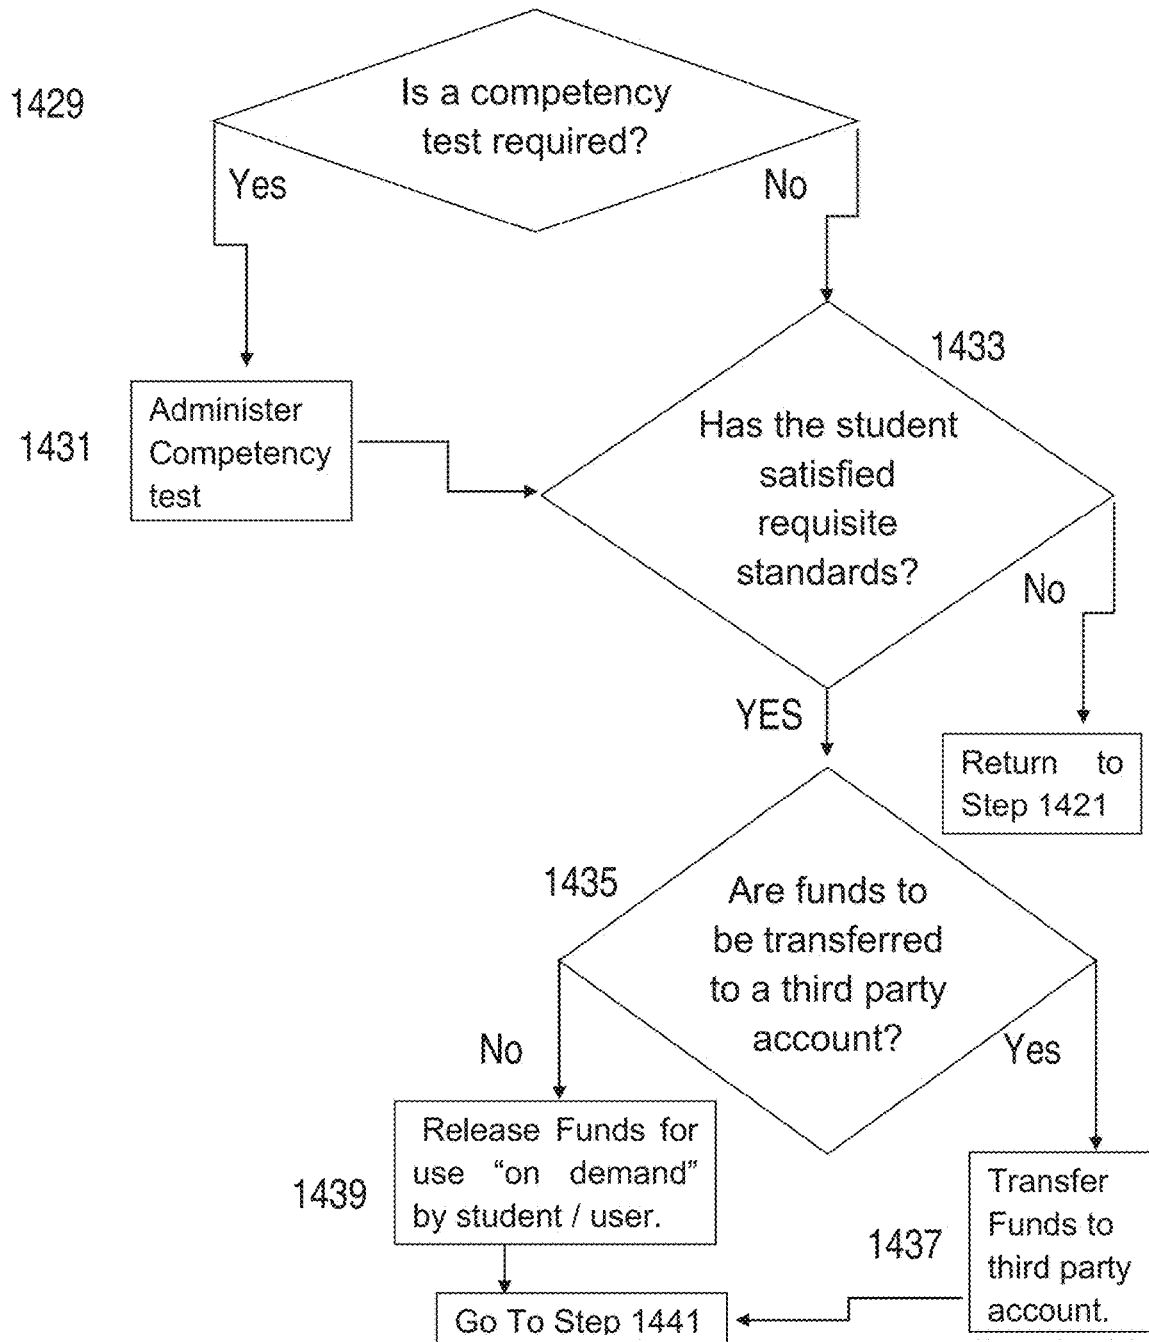 1429
Is a competency
test required?
Yes
No
1433
1431
Administer
Competency
test
Has the student
satisfied
requisite
standards?
No
YES
Return to
Step 1421
1435
Are funds to
be transferred
to a third party
account?
No
Yes
1439
Release Funds for
use “on demand”
by student / user.
1437
Transfer
Funds to
third party
account.
Go To Step 1441